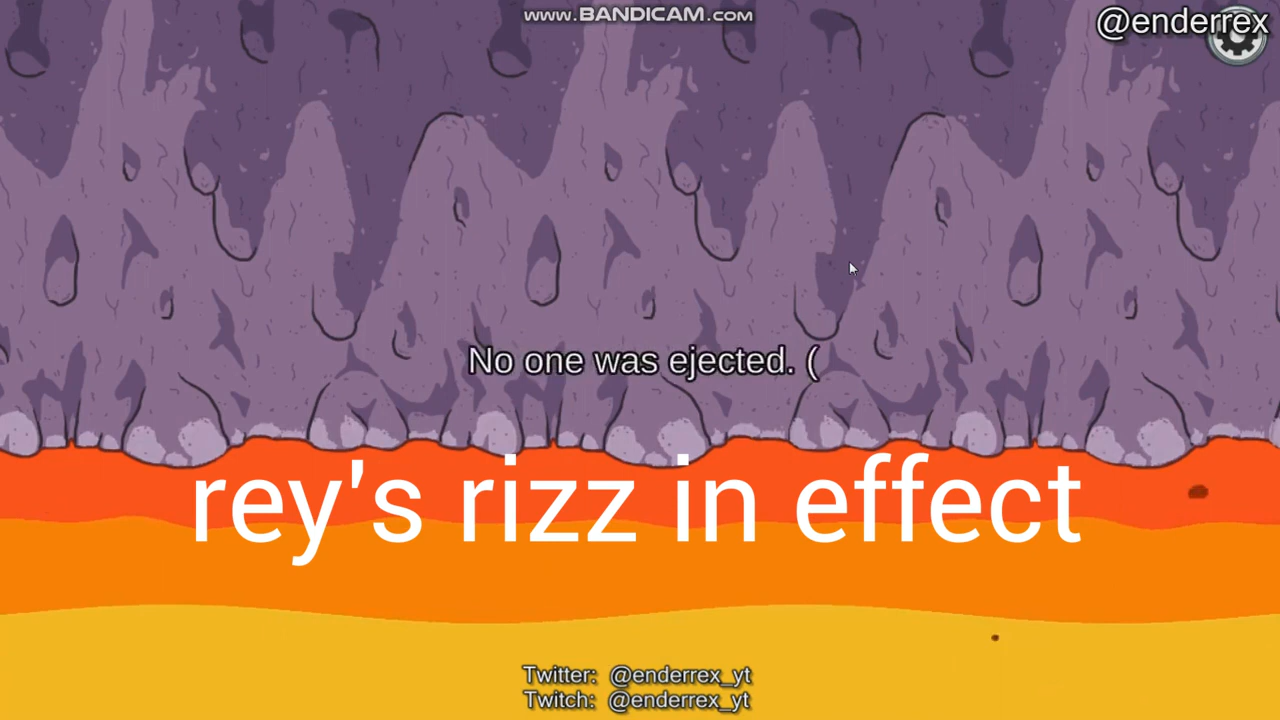 www.BANDICAM.com
@enderrex
No one was ejected. (
rey's rizz in effect
Twitter: @enderrex_yt
Twitch: @enderrex_yt